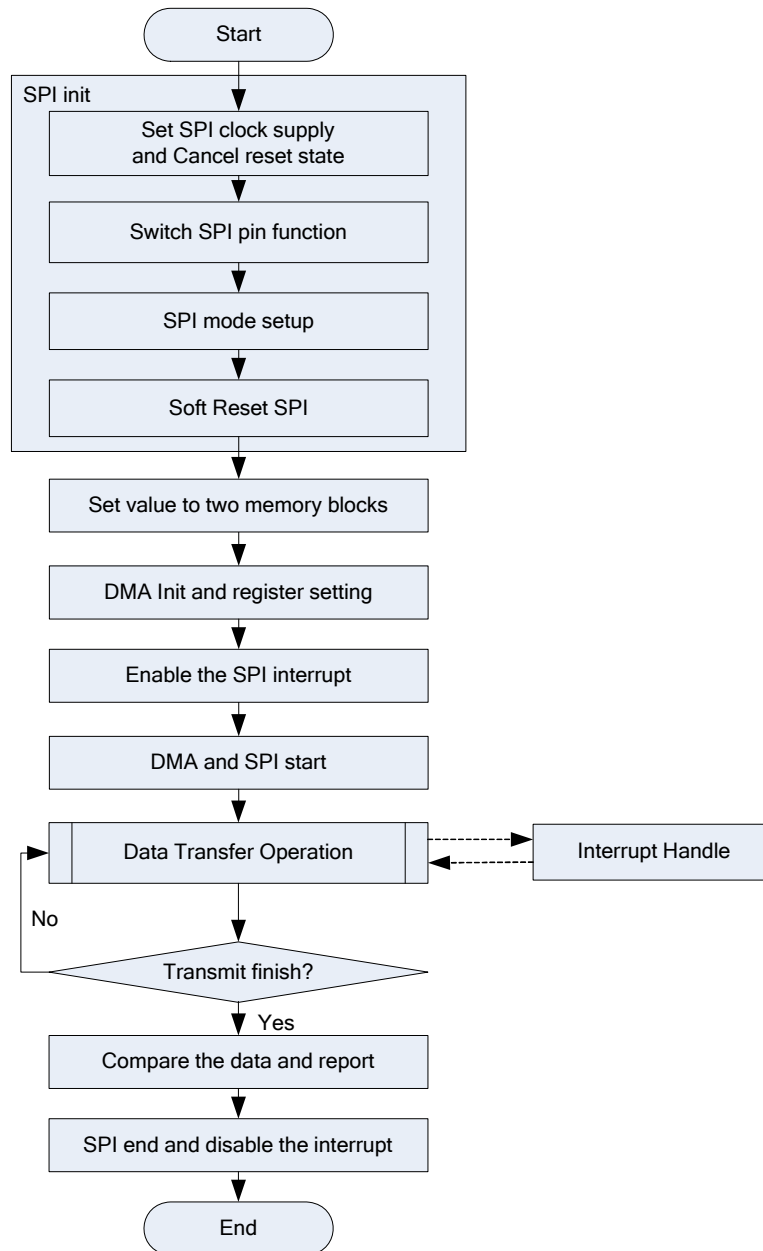 Start
SPI init
Set SPI clock supply
and Cancel reset state
Switch SPI pin function
SPI mode setup
Soft Reset SPI
Set value to two memory blocks
DMA Init and register setting
Enable the SPI interrupt
DMA and SPI start
Data Transfer Operation
Interrupt Handle
No
Transmit finish?
Yes
Compare the data and report
SPI end and disable the interrupt
End